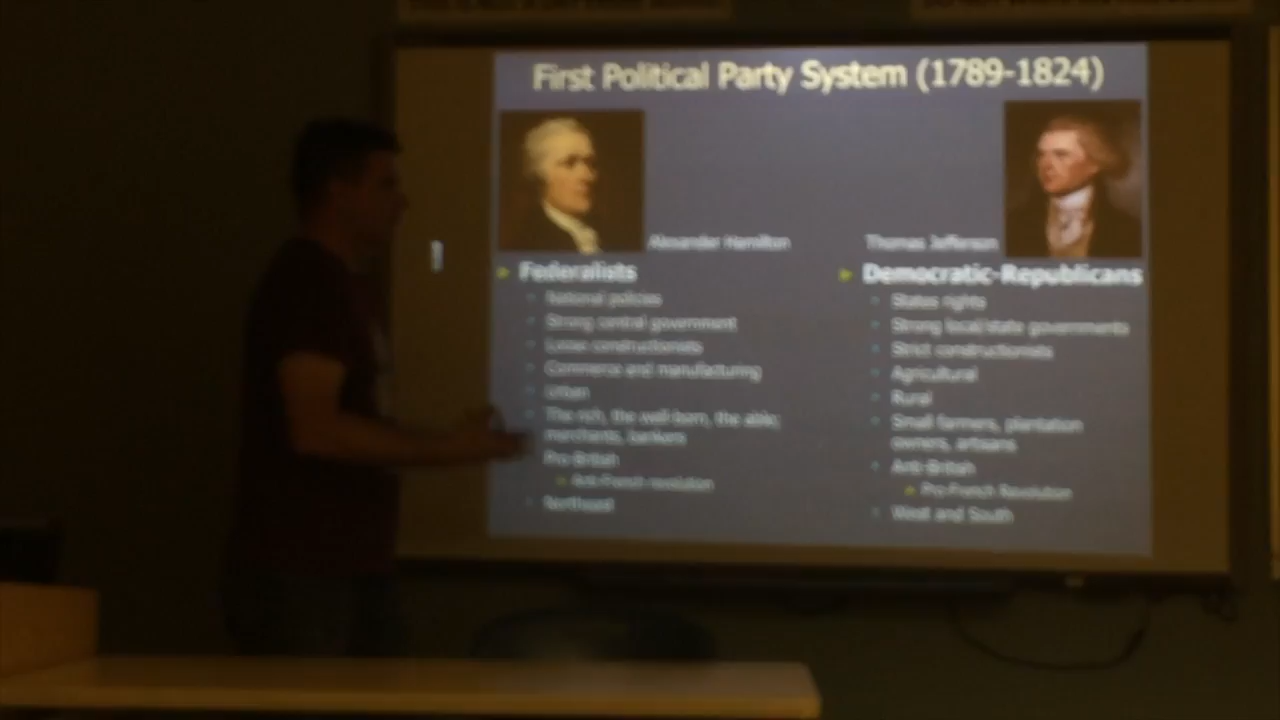 First Political Party System (1789-1824)
Alexander Hamilton
Thomas Jefferson
Federalists
National policies
Strong central government
Loose constructionists
Commerce and manufacturing
Urban
The rich, the well-born, the able;
merchants, bankers
Pro-British
Anti-French revolution
Northeast
Democratic-Republicans
States rights
Strong local/state governments
Strict constructionists
Agricultural
Rural
Small farmers, plantation
owners, artisans
Anti-British
Pro-French Revolution
West and South